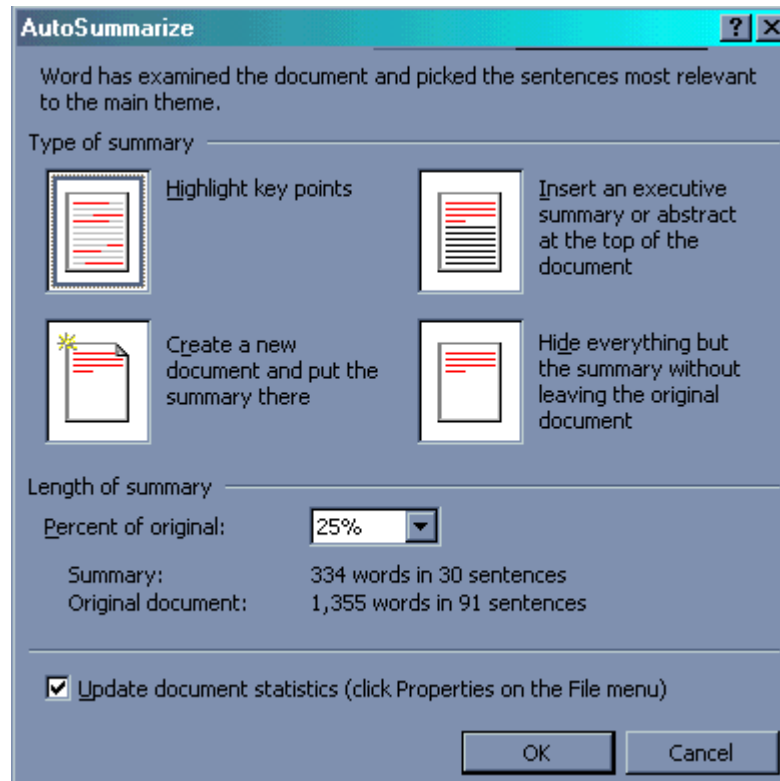 AutoSummarize
Word has examined the document and picked the sentences most relevant
to the main theme.
Type of summary
Highlight key points
Insert an executive
summary or abstract
at the top of the
document
Create a new
document and put the
summary there
Hide everything but
the summary without
leaving the original
document
Length of summary
Percent of original: 25%
Summary: 334 words in 30 sentences
Original document: 1,355 words in 91 sentences
Update document statistics (click Properties on the File menu)
OK Cancel